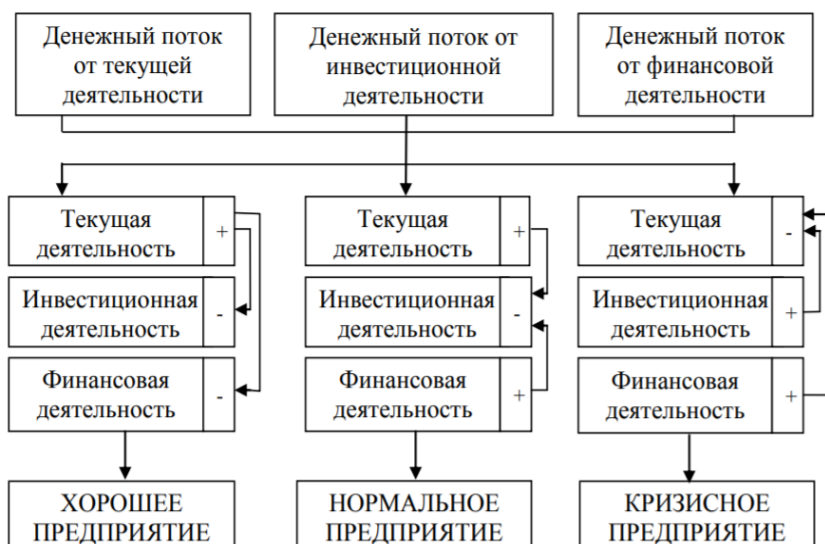 Денежный поток
от текущей
деятельности
Денежный поток от
инвестиционной
деятельности
Денежный поток
от финансовой
деятельности
Текущая
деятельность
+
Инвестиционная
деятельность
-
Финансовая
деятельность
-
ХОРОШЕЕ
ПРЕДПРИЯТИЕ
Текущая
деятельность
+
Инвестиционная
деятельность
-
Финансовая
деятельность
+
НОРМАЛЬНОЕ
ПРЕДПРИЯТИЕ
Текущая
деятельность
-
Инвестиционная
деятельность
+
Финансовая
деятельность
+
КРИЗИСНОЕ
ПРЕДПРИЯТИЕ